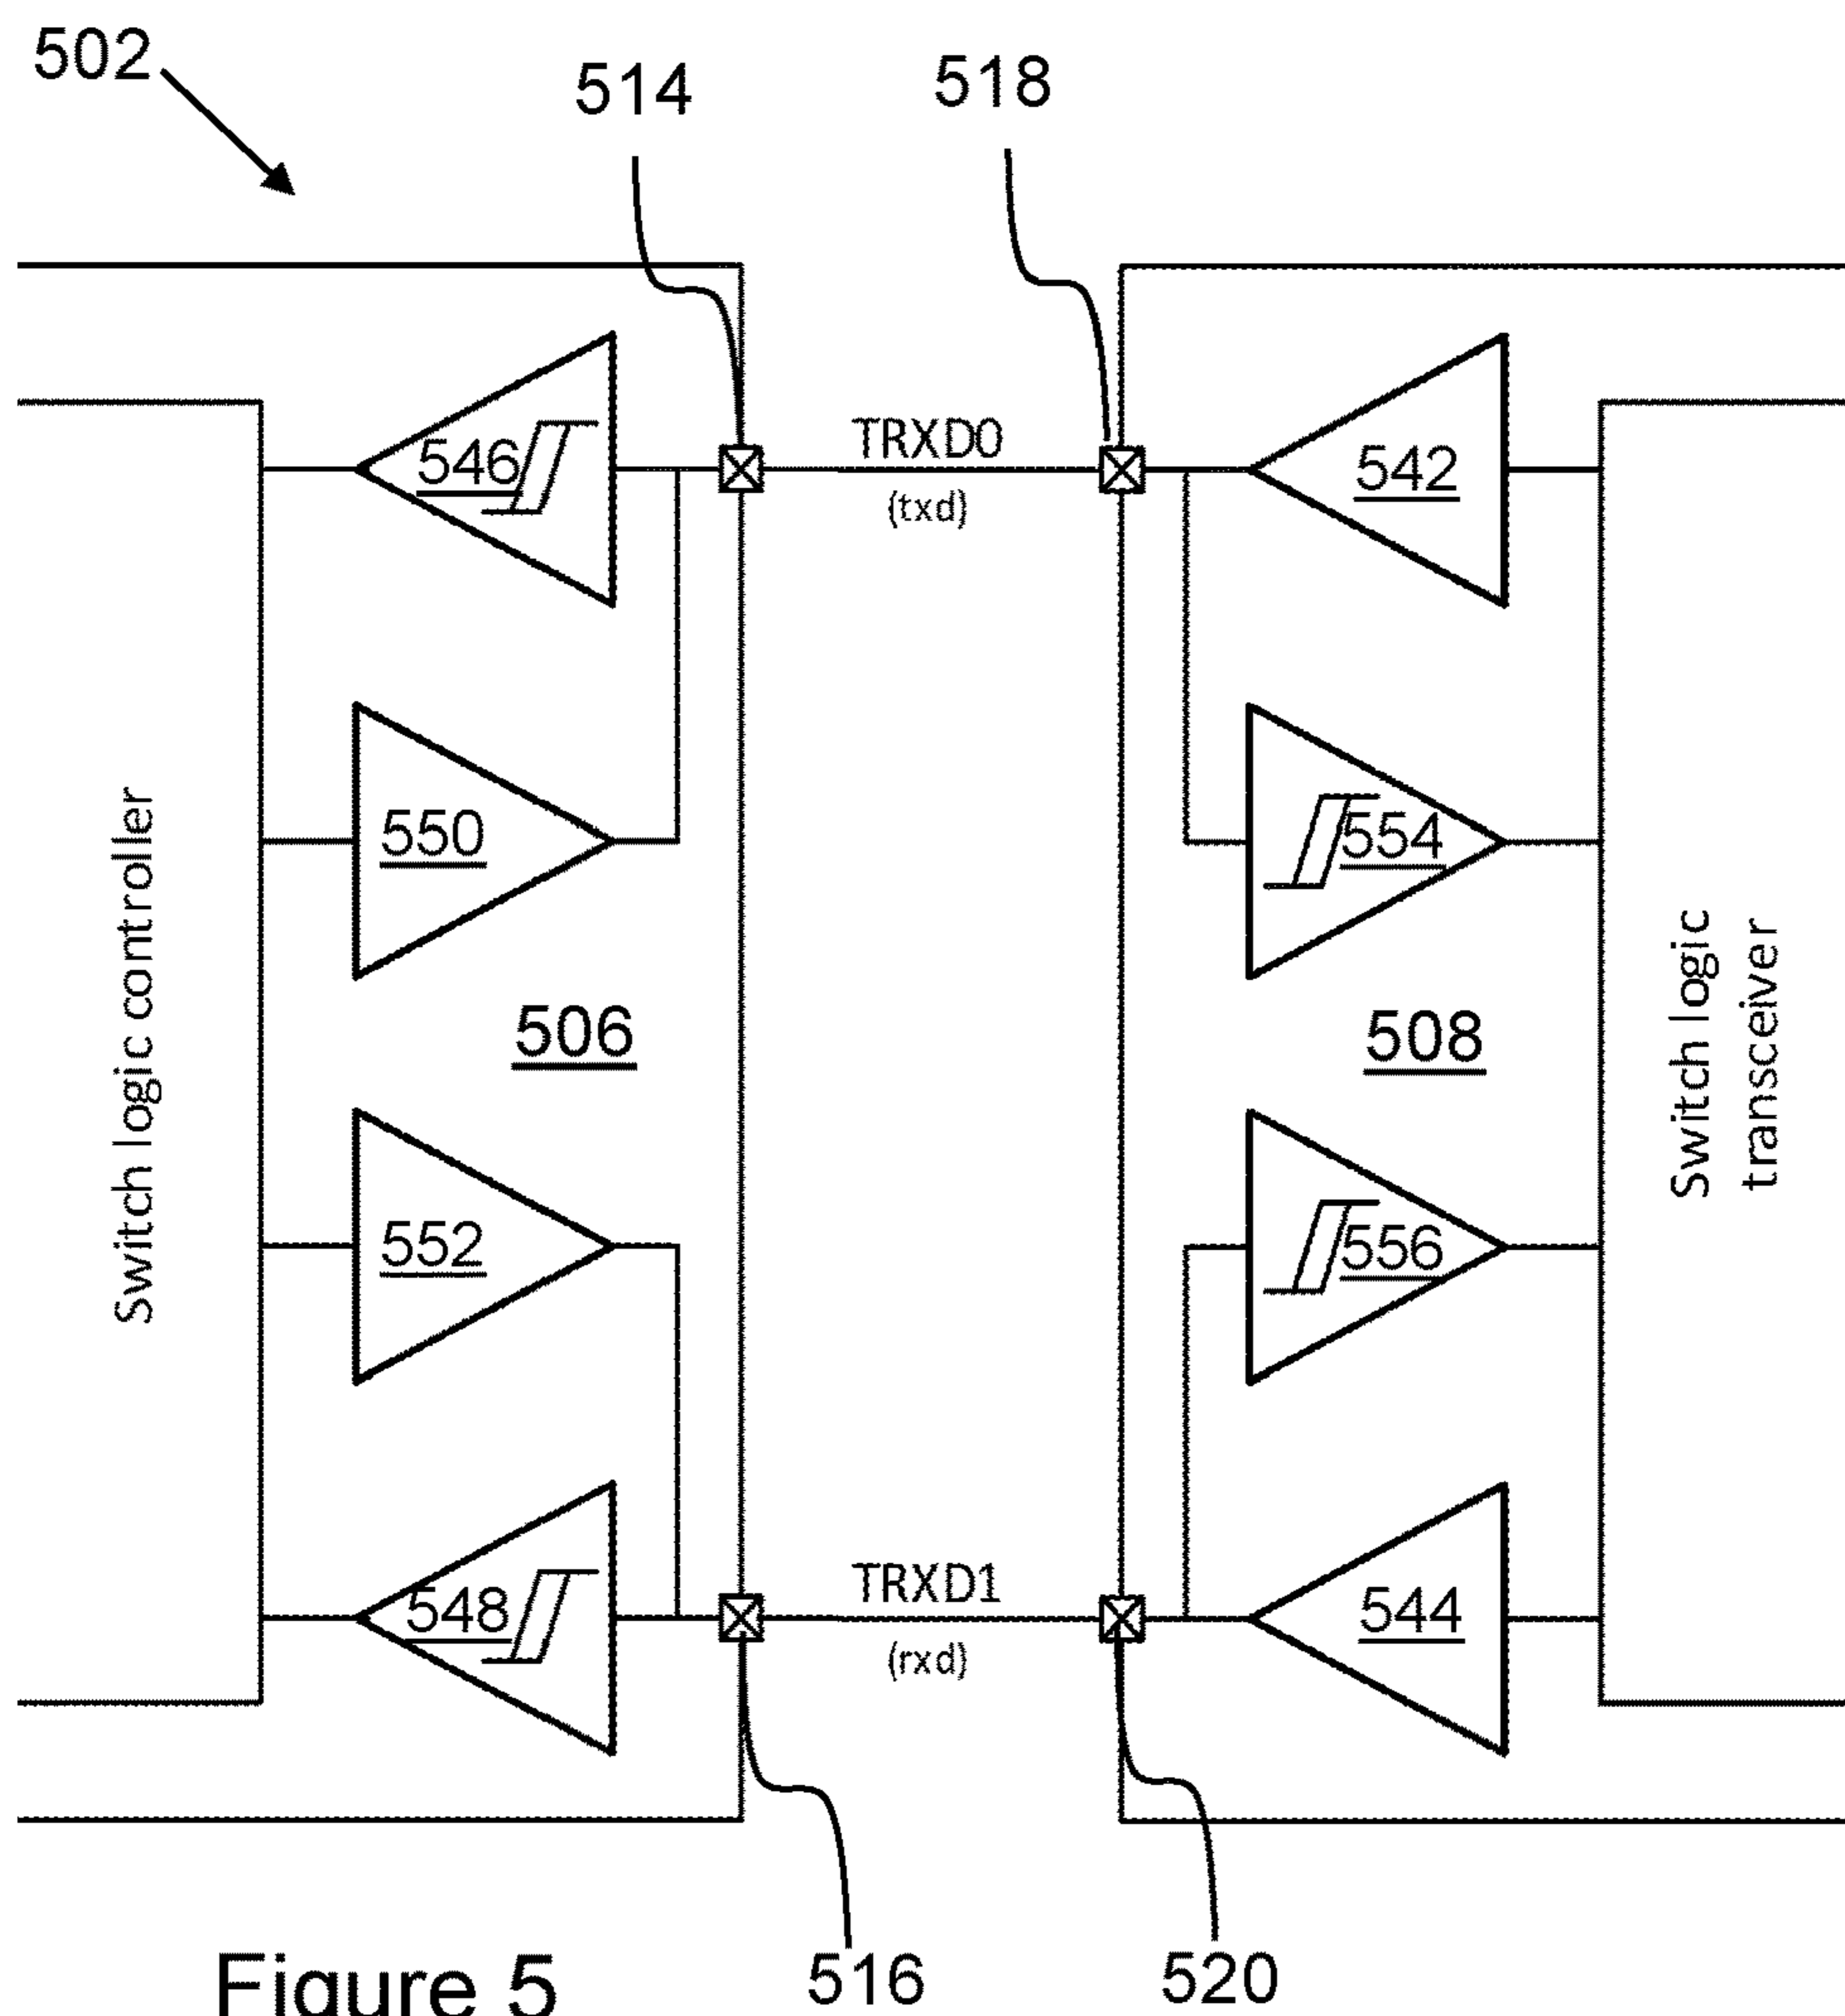 502
514
518
546
TRXD0
(txd)
542
550
554
Switch logic controller
506
508
Switch logic
transceiver
552
556
548
TRXD1
(rxd)
544
516
520
Figure 5